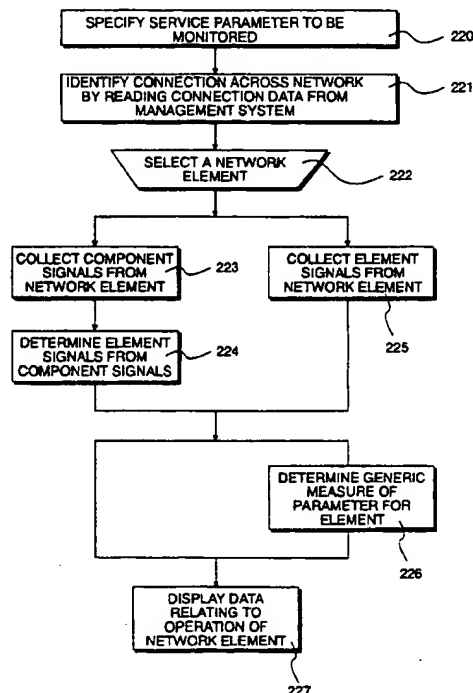 SPECIFY SERVICE PARAMETER TO BE
MONITORED
220
IDENTIFY CONNECTION ACROSS NETWORK
BY READING CONNECTION DATA FROM
MANAGEMENT SYSTEM
221
SELECT A NETWORK
ELEMENT
222
COLLECT COMPONENT
SIGNALS FROM
NETWORK ELEMENT
223
COLLECT ELEMENT
SIGNALS FROM
NETWORK ELEMENT
225
DETERMINE ELEMENT
SIGNALS FROM
COMPONENT SIGNALS
224
DETERMINE GENERIC
MEASURE OF
PARAMETER FOR
ELEMENT
226
DISPLAY DATA
RELATING TO
OPERATION OF
NETWORK ELEMENT
227